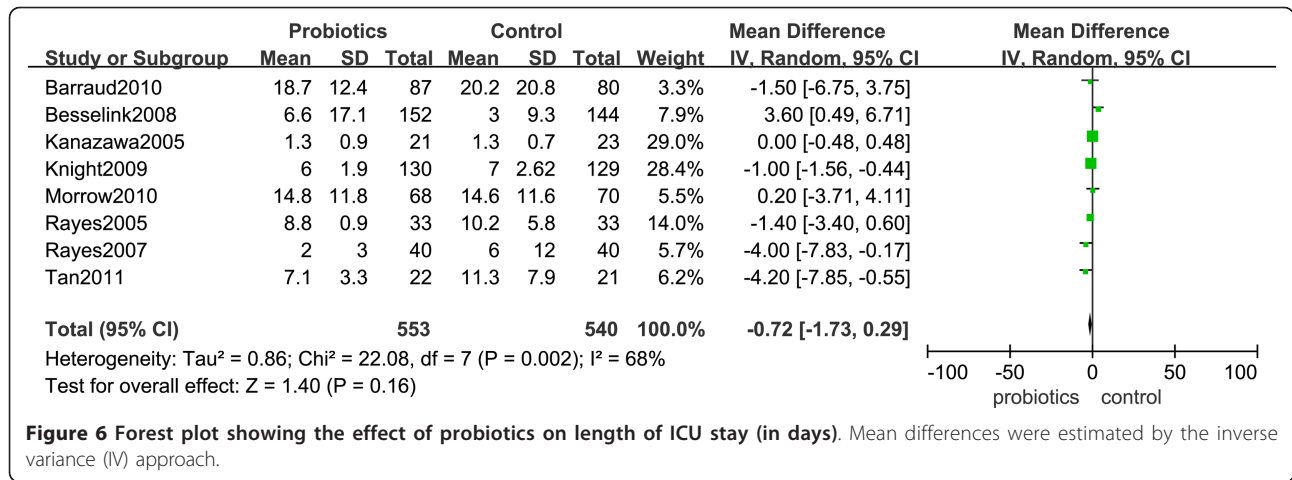 Probiotics Control Mean Difference Mean Difference
Study or Subgroup Mean SD Total Mean SD Total Weight IV, Random, 95% CI IV, Random, 95% CI
Barraud2010 18.7 12.4 87 20.2 20.8 80 3.3% -1.50 [-6.75, 3.75]
Besselink2008 6.6 17.1 152 3 9.3 144 7.9% 3.60 [0.49, 6.71]
Kanazawa2005 1.3 0.9 21 1.3 0.7 23 29.0% 0.00 [-0.48, 0.48]
Knight2009 6 1.9 130 7 2.62 129 28.4% -1.00 [-1.56, -0.44]
Morrow2010 14.8 11.8 68 14.6 11.6 70 5.5% 0.20 [-3.71, 4.11]
Rayes2005 8.8 0.9 33 10.2 5.8 33 14.0% -1.40 [-3.40, 0.60]
Rayes2007 2 3 40 6 12 40 5.7% -4.00 [-7.83, -0.17]
Tan2011 7.1 3.3 22 11.3 7.9 21 6.2% -4.20 [-7.85, -0.55]
Total (95% CI) 553 540 100.0% -0.72 [-1.73, 0.29]
Heterogeneity: Tau² = 0.86; Chi² = 22.08, df = 7 (P = 0.002); I² = 68%
Test for overall effect: Z = 1.40 (P = 0.16)
-100 -50 0 50 100
probiotics control
Figure 6 Forest plot showing the effect of probiotics on length of ICU stay (in days). Mean differences were estimated by the inverse
variance (IV) approach.